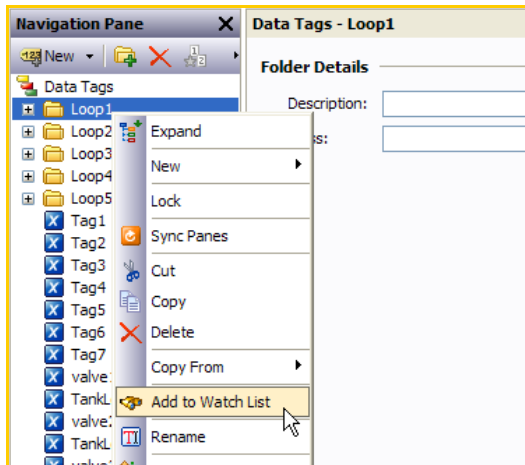 Navigation Pane
Data Tags - Loop1
New
Folder Details
Data Tags
Description:
Loop1
Loop2
Loop3
Loop4
Loop5
Tag1
Tag2
Tag3
Tag4
Tag5
Tag6
Tag7
Expand
New
Lock
Sync Panes
Cut
Copy
Delete
Copy From
Add to Watch List
Rename